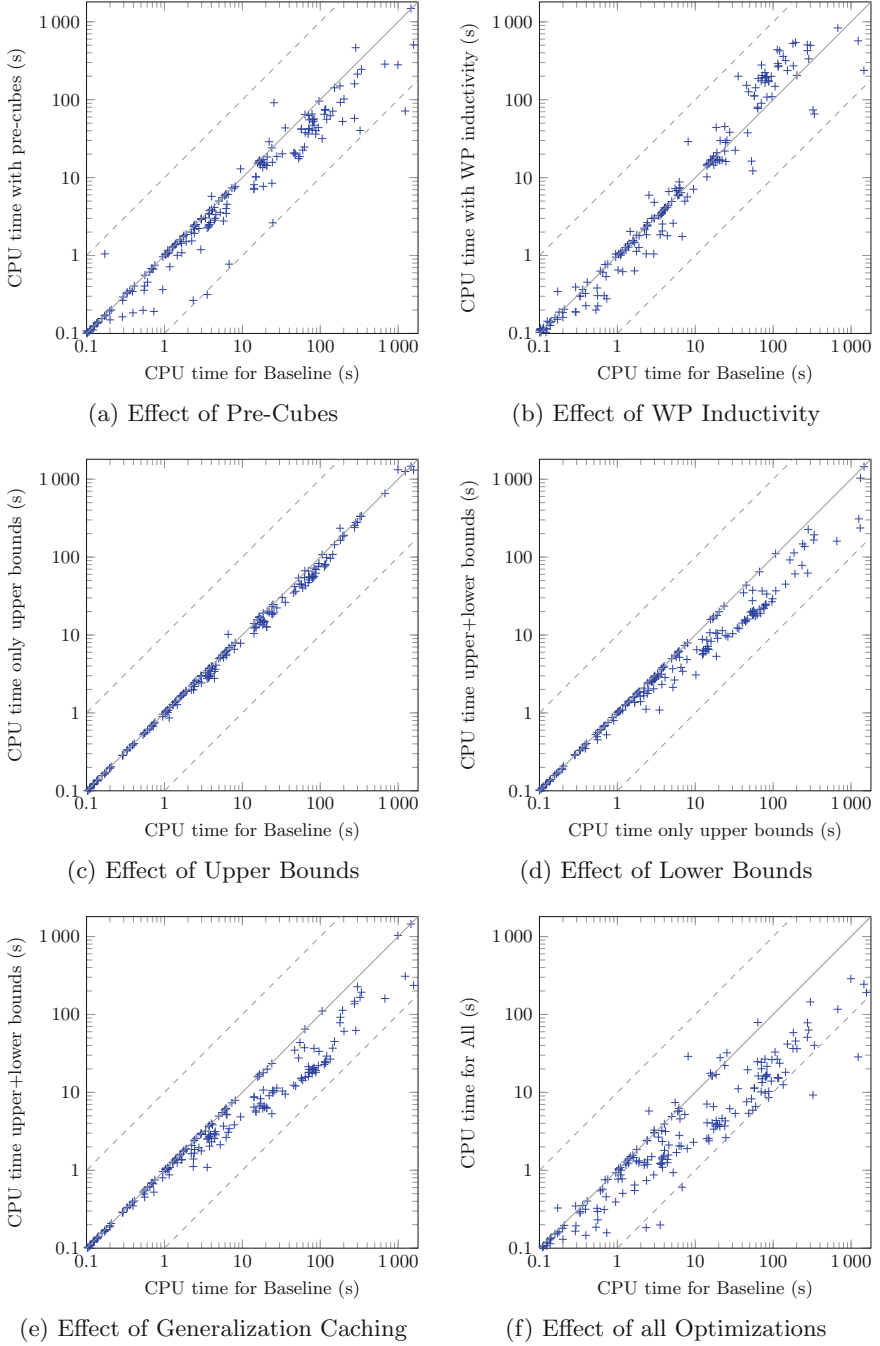 1 000
100
10
1
0.1
CPU time with pre-cubes (s)
0.1 1 10 100 1 000
CPU time for Baseline (s)
(a) Effect of Pre-Cubes
1 000
100
10
1
0.1
CPU time with WP inductivity (s)
0.1 1 10 100 1 000
CPU time for Baseline (s)
(b) Effect of WP Inductivity
1 000
100
10
1
0.1
CPU time only upper bounds (s)
0.1 1 10 100 1 000
CPU time for Baseline (s)
(c) Effect of Upper Bounds
1 000
100
10
1
0.1
CPU time upper+lower bounds (s)
0.1 1 10 100 1 000
CPU time only upper bounds (s)
(d) Effect of Lower Bounds
1 000
100
10
1
0.1
CPU time upper+lower bounds (s)
0.1 1 10 100 1 000
CPU time for Baseline (s)
(e) Effect of Generalization Caching
1 000
100
10
1
0.1
CPU time for All (s)
0.1 1 10 100 1 000
CPU time for Baseline (s)
(f) Effect of all Optimizations